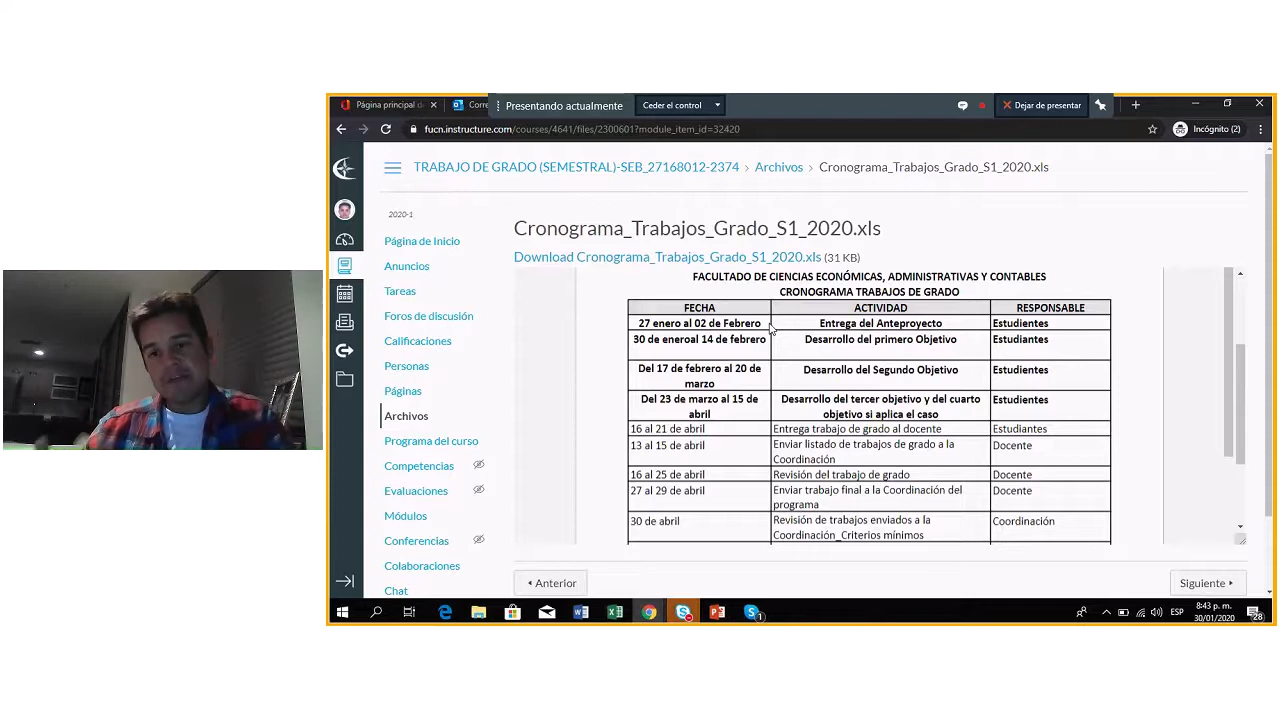 Página principal d
Corre
Presentando actualmente
Ceder el control
Dejar de presentar
fucn.instructure.com/courses/4641/files/2300601?module_item_id=32420
Incógnito (2)
TRABAJO DE GRADO (SEMESTRAL)-SEB_27168012-2374 › Archivos › Cronograma_Trabajos_Grado_S1_2020.xls
2020-1
Página de Inicio
Anuncios
Tareas
Foros de discusión
Calificaciones
Personas
Páginas
Archivos
Programa del curso
Competencias
Evaluaciones
Módulos
Conferencias
Colaboraciones
Chat
Cronograma_Trabajos_Grado_S1_2020.xls
Download Cronograma_Trabajos_Grado_S1_2020.xls (31 KB)
FACULTADO DE CIENCIAS ECONÓMICAS, ADMINISTRATIVAS Y CONTABLES
CRONOGRAMA TRABAJOS DE GRADO
FECHA ACTIVIDAD RESPONSABLE
27 enero al 02 de Febrero Entrega del Anteproyecto Estudiantes
30 de eneroal 14 de febrero Desarrollo del primero Objetivo Estudiantes
Del 17 de febrero al 20 de Desarrollo del Segundo Objetivo Estudiantes
marzo
Del 23 de marzo al 15 de Desarrollo del tercer objetivo y del cuarto Estudiantes
abril objetivo si aplica el caso
16 al 21 de abril Entrega trabajo de grado al docente Estudiantes
13 al 15 de abril Enviar listado de trabajos de grado a la Docente
Coordinación
16 al 25 de abril Revisión del trabajo de grado Docente
27 al 29 de abril Enviar trabajo final a la Coordinación del Docente
programa
30 de abril Revisión de trabajos enviados a la Coordinación
Coordinación_Criterios mínimos
Anterior
Siguiente
ESP
8:43 p. m.
30/01/2020
28
1